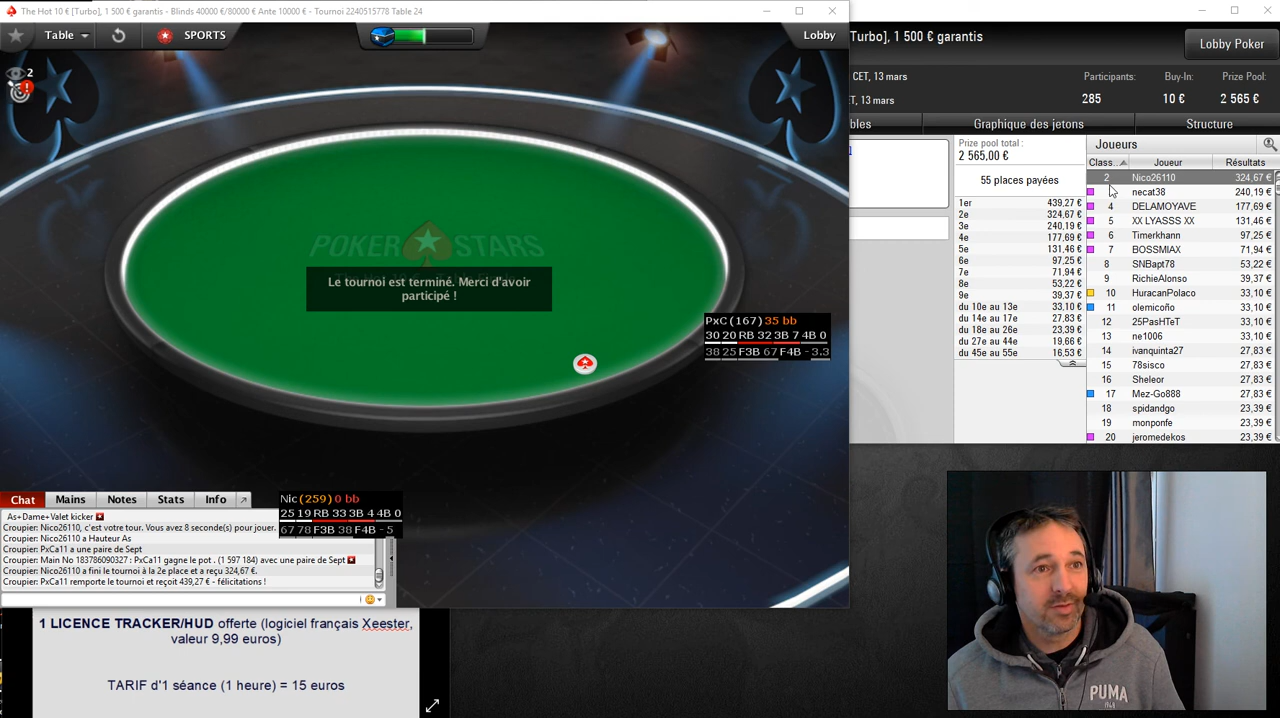 The Hot 10 € [Turbo], 1 500 € garantis - Blinds 40000 €/80000 € Ante 10000 € - Tournoi 2240515778 Table 24
Table
SPORTS
Lobby
2
POKER STARS
Le tournoi est terminé. Merci d'avoir
participé !
PxC (167) 35 bb
30 20 RB 32 3B 7 4B 0
38 25 F3B 67 F4B - 3.3
Nic (259) 0 bb
25 19 RB 33 3B 4 4B 0
67 78 F3B 38 F4B - 5
Chat
Mains
Notes
Stats
Info
As+Dame+Valet kicker
Croupier: Nico26110, c'est votre tour. Vous avez 8 seconde(s) pour jouer.
Croupier: Nico26110 a Hauteur As
Croupier: PxCa11 a une paire de Sept
Croupier: Main No 183786090327 : PxCa11 gagne le pot . (1 597 184) avec une paire de Sept
Croupier: Nico26110 a fini le tournoi à la 2e place et a reçu 324,67 €.
Croupier: PxCa11 remporte le tournoi et reçoit 439,27 € - félicitations !
1 LICENCE TRACKER/HUD offerte (logiciel français Xeester,
valeur 9,99 euros)
TARIF d'1 séance (1 heure) = 15 euros
Turbo], 1 500 € garantis
Lobby Poker
CET, 13 mars
ET, 13 mars
Participants:
Buy-In:
Prize Pool:
285
10 €
2 565 €
bles
Graphique des jetons
Structure
Prize pool total :
2 565,00 €
55 places payées
1er 439,27 €
2e 324,67 €
3e 240,19 €
4e 177,69 €
5e 131,46 €
6e 97,25 €
7e 71,94 €
8e 53,22 €
9e 39,37 €
du 10e au 13e 33,10 €
du 14e au 17e 27,83 €
du 18e au 26e 23,39 €
du 27e au 44e 19,66 €
du 45e au 55e 16,53 €
Joueurs
Class... Joueur Résultats
2 Nico26110 324,67 €
necat38 240,19 €
4 DELAMOYAVE 177,69 €
5 XX LYASSS XX 131,46 €
6 Timerkhann 97,25 €
7 BOSSMIAX 71,94 €
8 SNBapt78 53,22 €
9 RichieAlonso 39,37 €
10 HuracanPolaco 33,10 €
11 olemicoño 33,10 €
12 25PasHTeT 33,10 €
13 ne1006 33,10 €
14 ivanquinta27 27,83 €
15 78sisco 27,83 €
16 Sheleor 27,83 €
17 Mez-Go888 27,83 €
18 spidandgo 23,39 €
19 monponfe 23,39 €
20 jeromedekos 23,39 €
PUMA